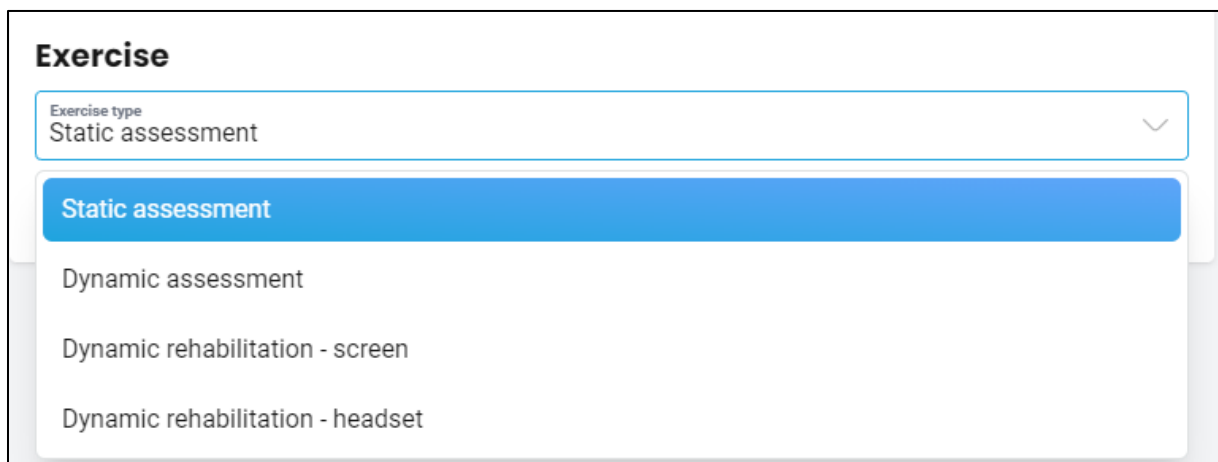 Exercise
Exercise type
Static assessment
Static assessment
Dynamic assessment
Dynamic rehabilitation - screen
Dynamic rehabilitation - headset